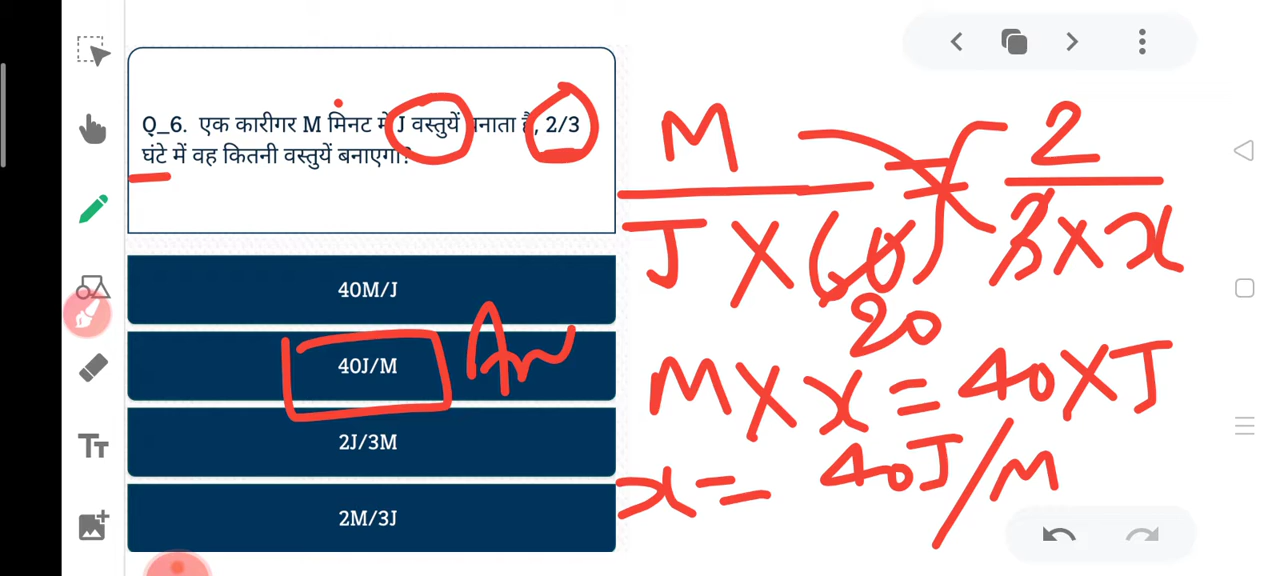 Q_6. एक कारीगर M मिनट मे J वस्तुयें बनाता है, 2/3
घंटे में वह कितनी वस्तुयें बनाएगा?
40M/J
40J/M
Ans
2J/3M
2M/3J
M = 2
J X 60 3 X x
20
M X x = 40 X J
x = 40J/M
TT